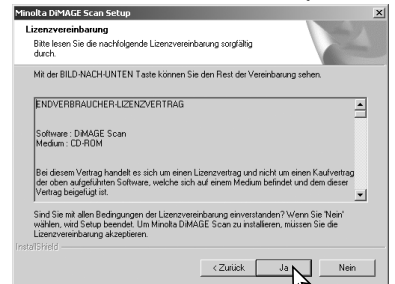 Minolta DiMAGE Scan Setup
Lizenzvereinbarung
Bitte lesen Sie die nachfolgende Lizenzvereinbarung sorgfältig
durch.
Mit der BILD-NACH-UNTEN Taste können Sie den Rest der Vereinbarung sehen.
ENDVERBRAUCHER-LIZENZVERTRAG
Software : DiMAGE Scan
Medium : CD-ROM
Bei diesem Vertrag handelt es sich um einen Lizenzvertrag und nicht um einen Kaufvertrag
der oben aufgeführten Software, welche sich auf einem Medium befindet und dem dieser
Vertrag beigefügt ist.
Sind Sie mit allen Bedingungen der Lizenzvereinbarung einverstanden? Wenn Sie 'Nein'
wählen, wird Setup beendet. Um Minolta DiMAGE Scan zu installieren, müssen Sie die
Lizenzvereinbarung akzeptieren.
InstallShield
< Zurück
Ja
Nein